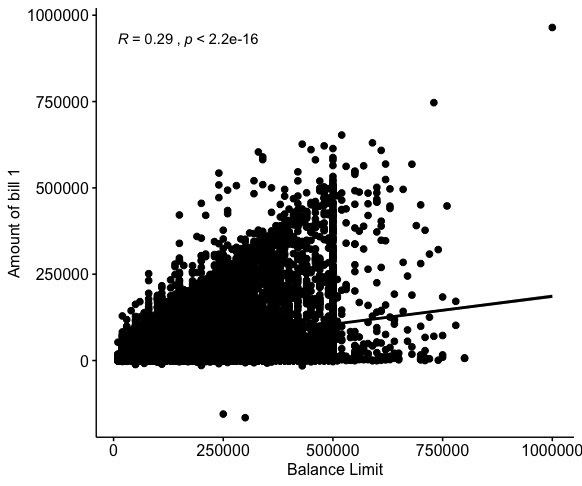 1000000
R = 0.29 , p < 2.2e-16
750000
500000
250000
0
Amount of bill 1
0 250000 500000 750000 1000000
Balance Limit